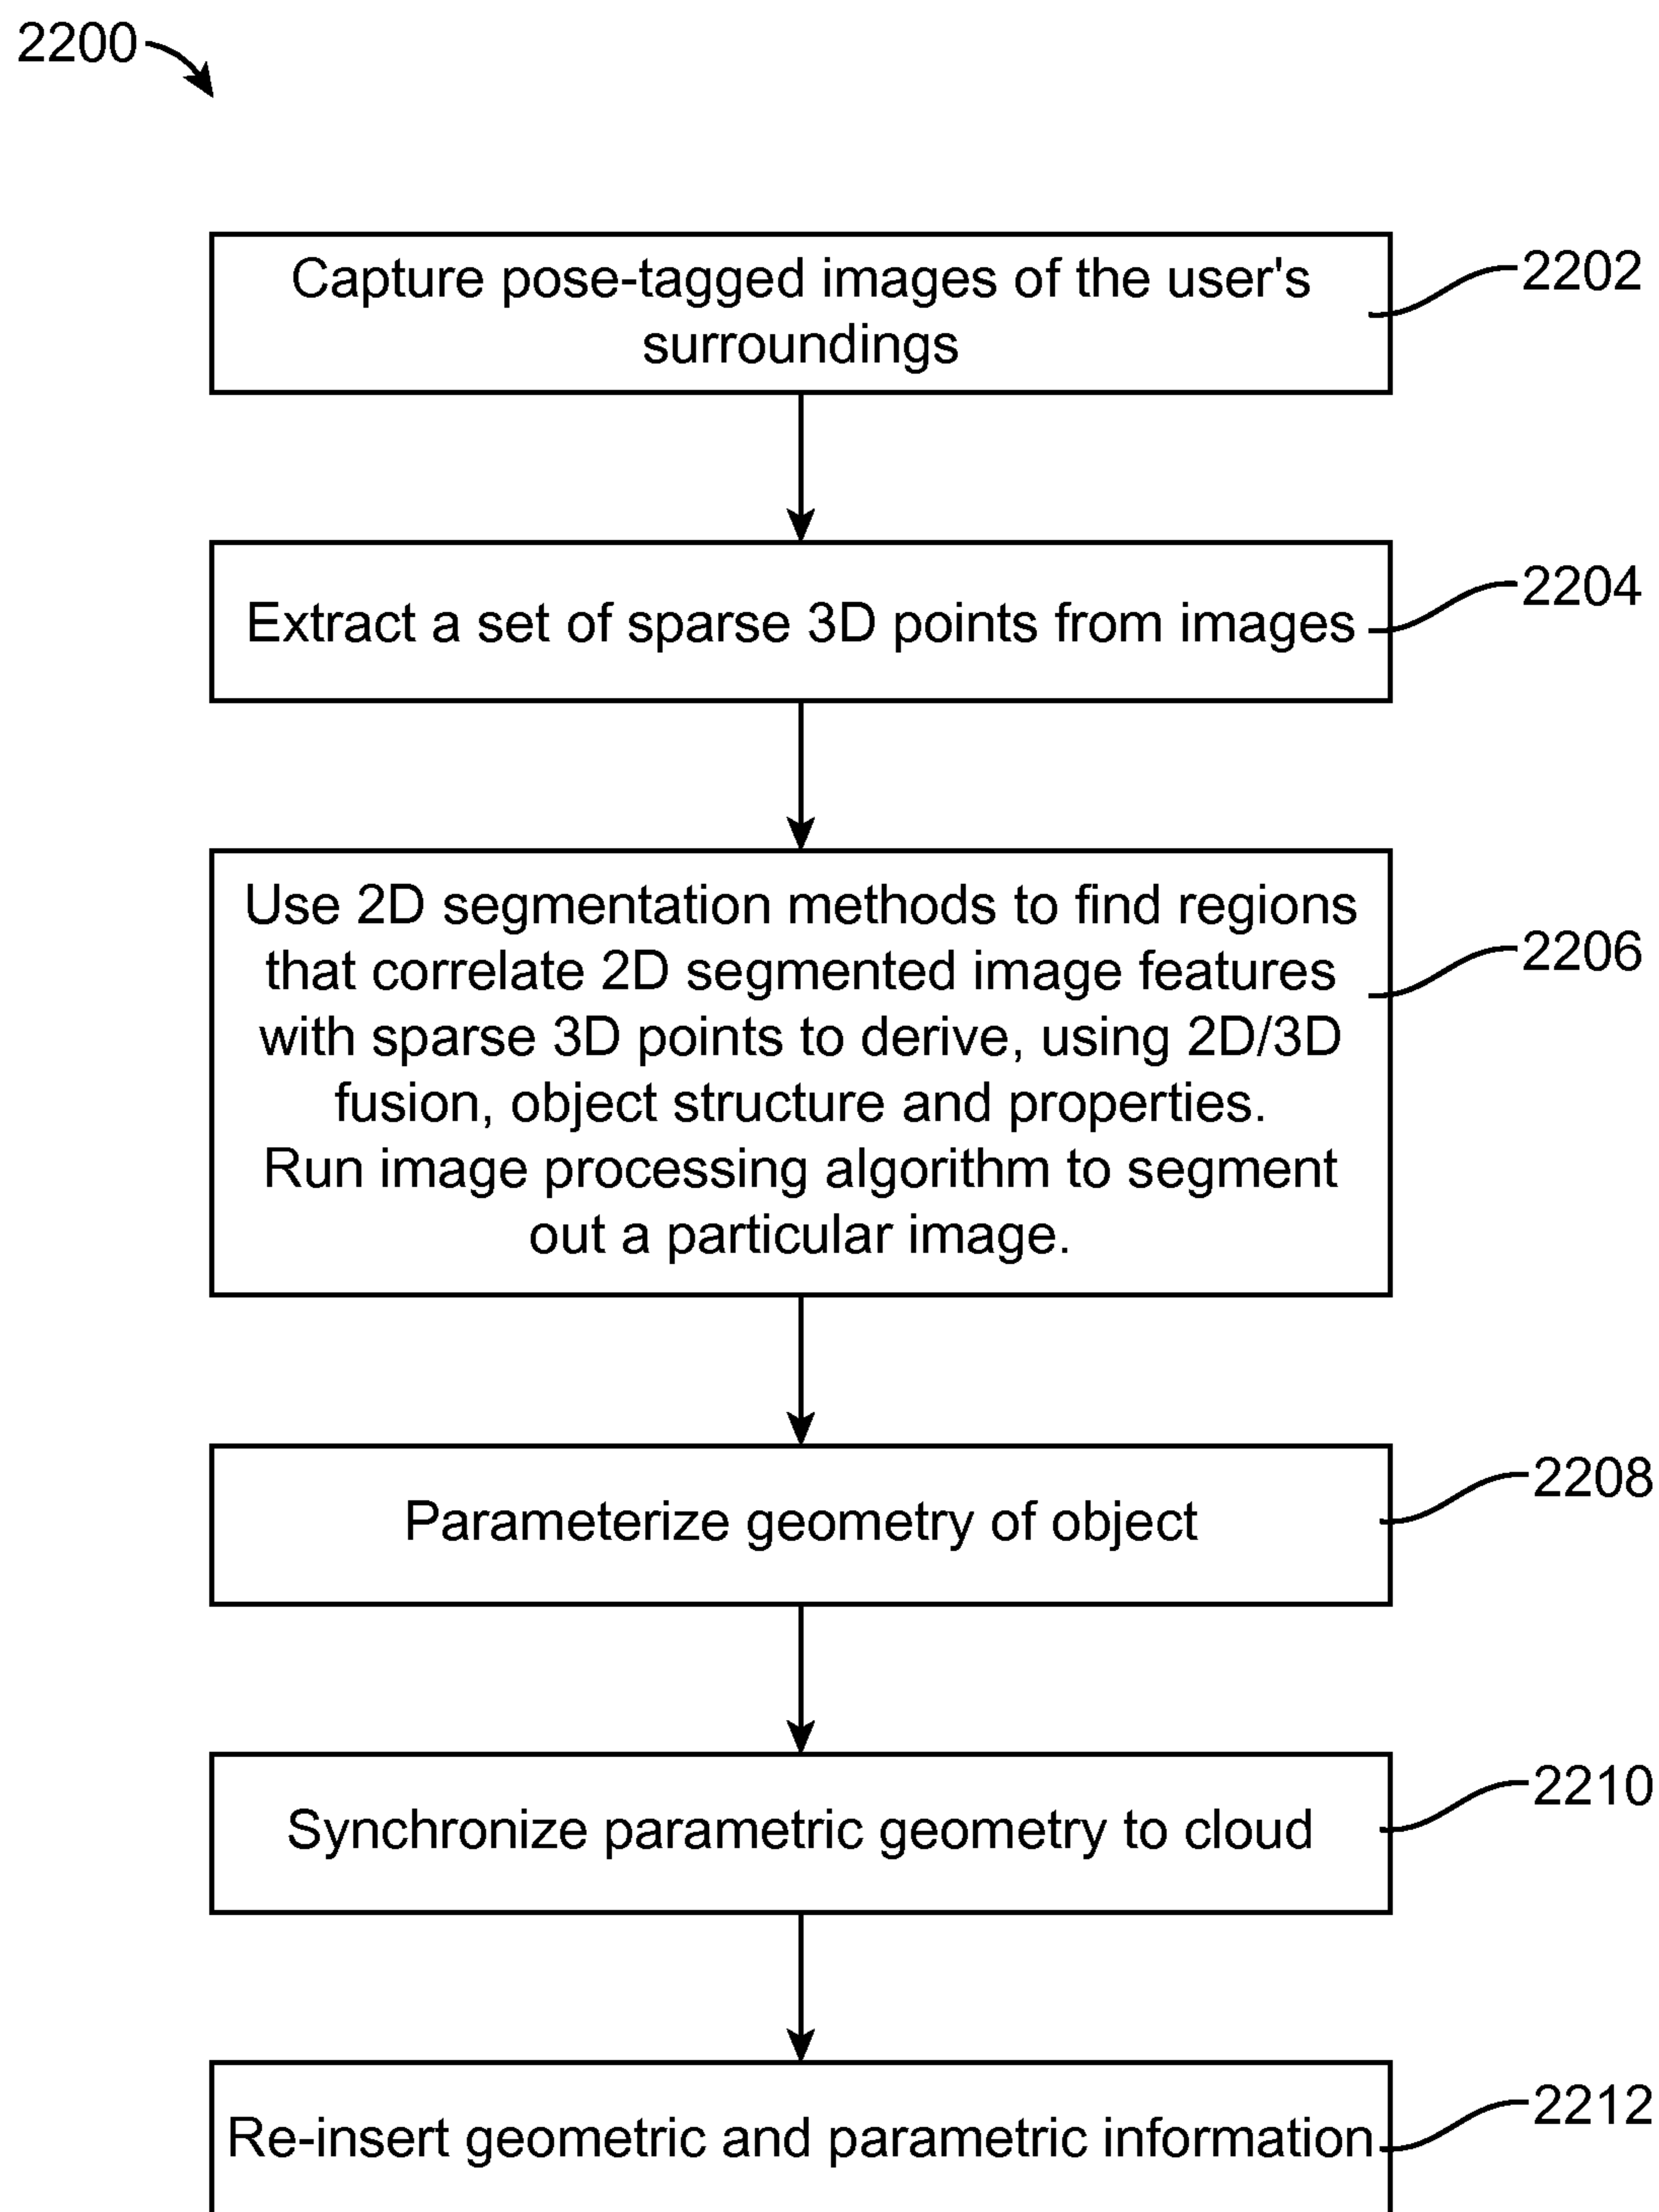 2200
Capture pose-tagged images of the user's
surroundings
2202
Extract a set of sparse 3D points from images
2204
Use 2D segmentation methods to find regions
that correlate 2D segmented image features
with sparse 3D points to derive, using 2D/3D
fusion, object structure and properties.
Run image processing algorithm to segment
out a particular image.
2206
Parameterize geometry of object
2208
Synchronize parametric geometry to cloud
2210
Re-insert geometric and parametric information
2212